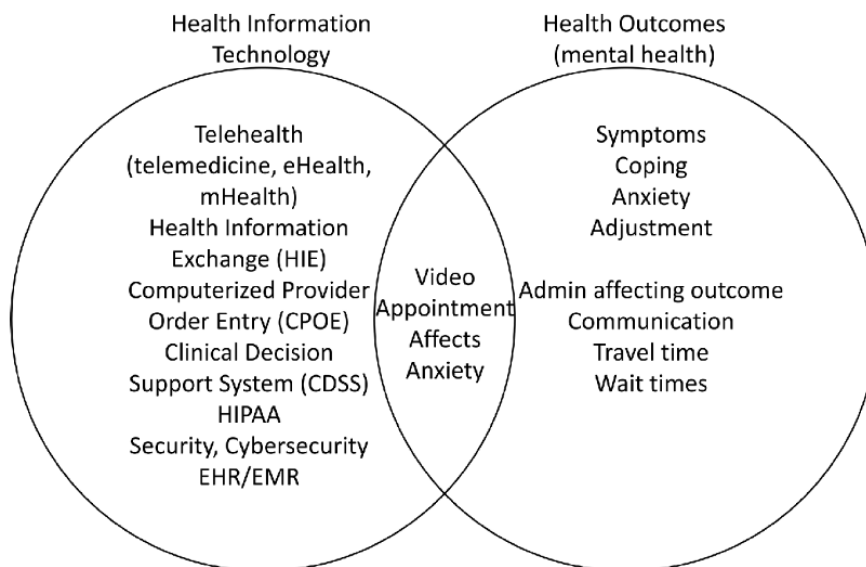 Health Information
Technology
Health Outcomes
(mental health)
Telehealth
(telemedicine, eHealth,
mHealth)
Health Information
Exchange (HIE)
Computerized Provider
Order Entry (CPOE)
Clinical Decision
Support System (CDSS)
HIPAA
Security, Cybersecurity
EHR/EMR
Video
Appointment
Affects
Anxiety
Symptoms
Coping
Anxiety
Adjustment
Admin affecting outcome
Communication
Travel time
Wait times